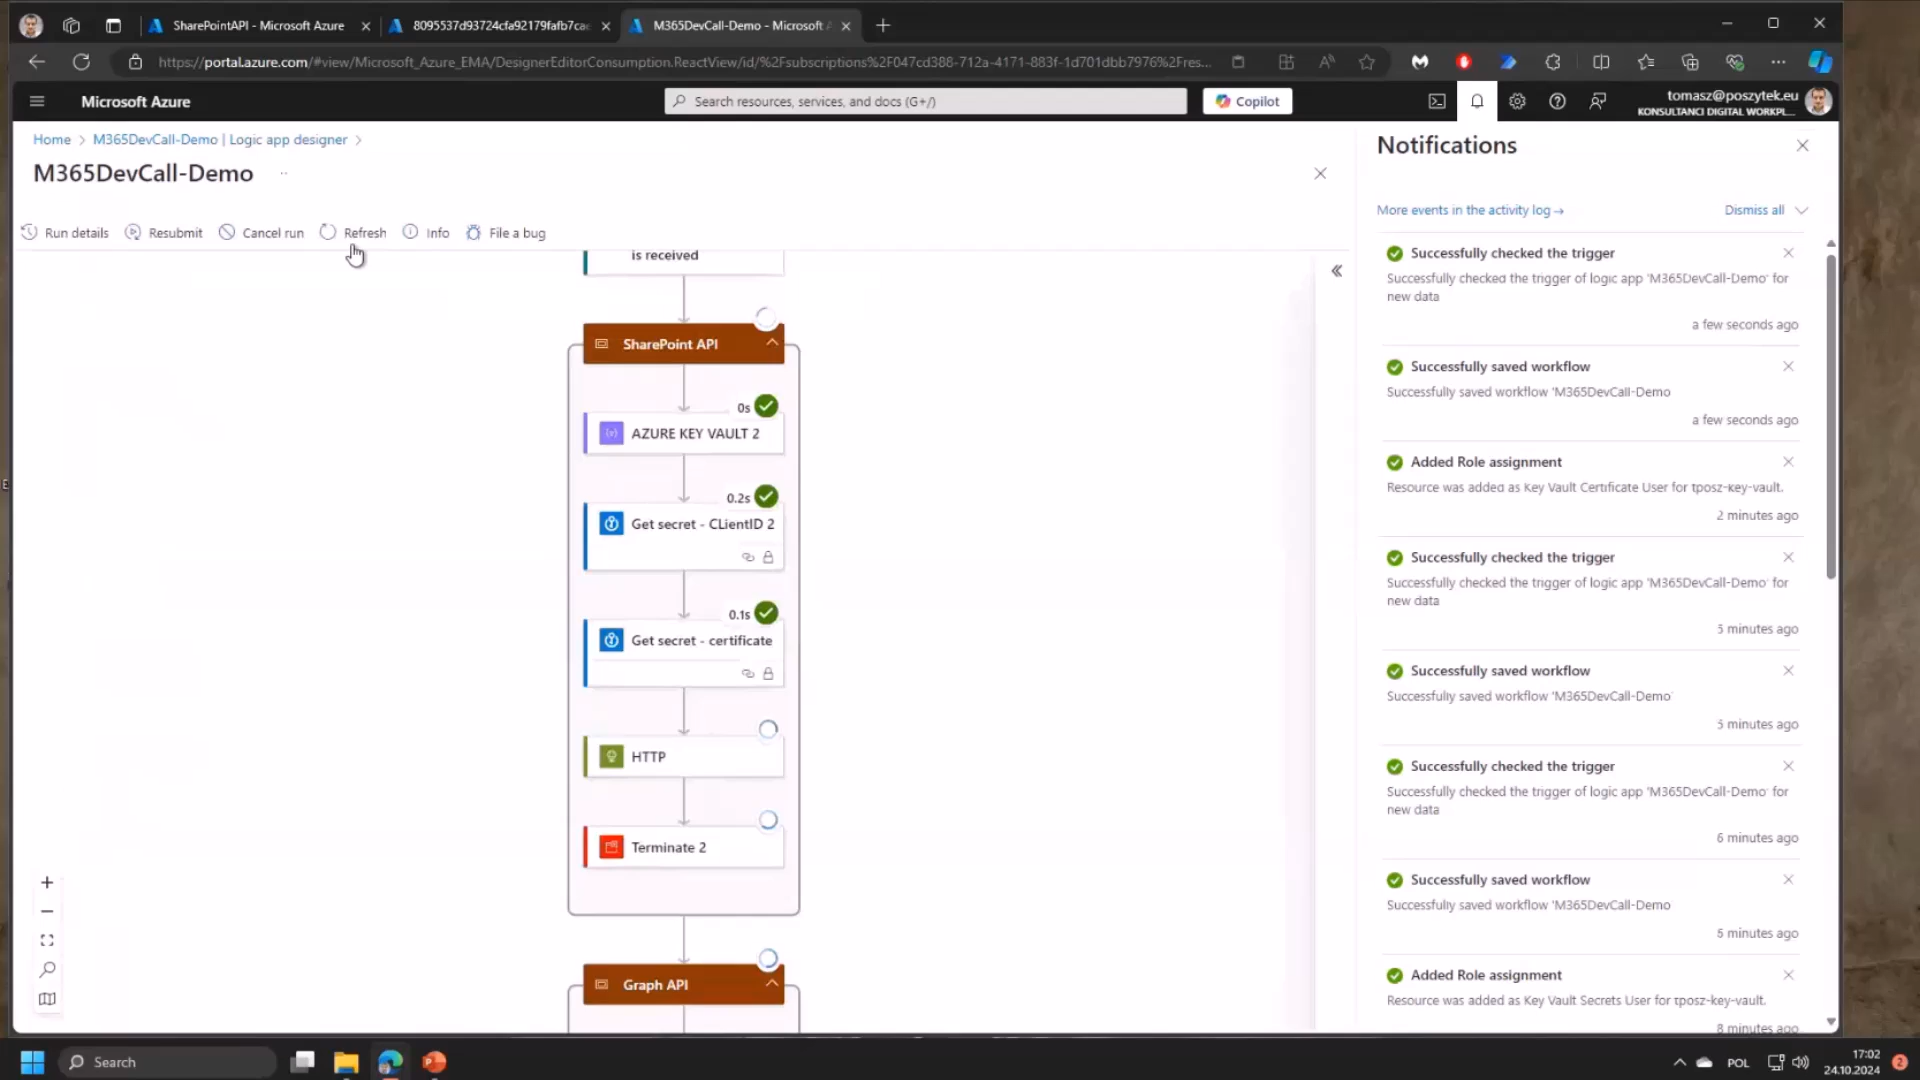 SharePointAPI - Microsoft Azure
8095537d93724cfa92179fafb7cae
M365DevCall-Demo - Microsoft A
https://portal.azure.com/#view/Microsoft_Azure_EMA/DesignerEditorConsumption.ReactView/id/%2Fsubscriptions%2F047cd388-712a-4171-883f-1d701dbb7976%2Fres...
Microsoft Azure
Search resources, services, and docs (G+/)
Copilot
tomasz@poszytek.eu
KONSULTANCI DIGITAL WORKPL...
Home > M365DevCall-Demo | Logic app designer >
M365DevCall-Demo
Run details
Resubmit
Cancel run
Refresh
Info
File a bug
is received
SharePoint API
0s
AZURE KEY VAULT 2
0.2s
Get secret - CLientID 2
0.1s
Get secret - certificate
HTTP
Terminate 2
Graph API
Notifications
More events in the activity log →
Dismiss all
Successfully checked the trigger
Successfully checked the trigger of logic app 'M365DevCall-Demo' for
new data
a few seconds ago
Successfully saved workflow
Successfully saved workflow 'M365DevCall-Demo
a few seconds ago
Added Role assignment
Resource was added as Key Vault Certificate User for tposz-key-vault.
2 minutes ago
Successfully checked the trigger
Successfully checked the trigger of logic app 'M365DevCall-Demo' for
new data
5 minutes ago
Successfully saved workflow
Successfully saved workflow 'M365DevCall-Demo'
5 minutes ago
Successfully checked the trigger
Successfully checked the trigger of logic app 'M365DevCall-Demo' for
new data
6 minutes ago
Successfully saved workflow
Successfully saved workflow 'M365DevCall-Demo
6 minutes ago
Added Role assignment
Resource was added as Key Vault Secrets User for tposz-key-vault.
8 minutes ago
Search
POL
17:02
24.10.2024
2